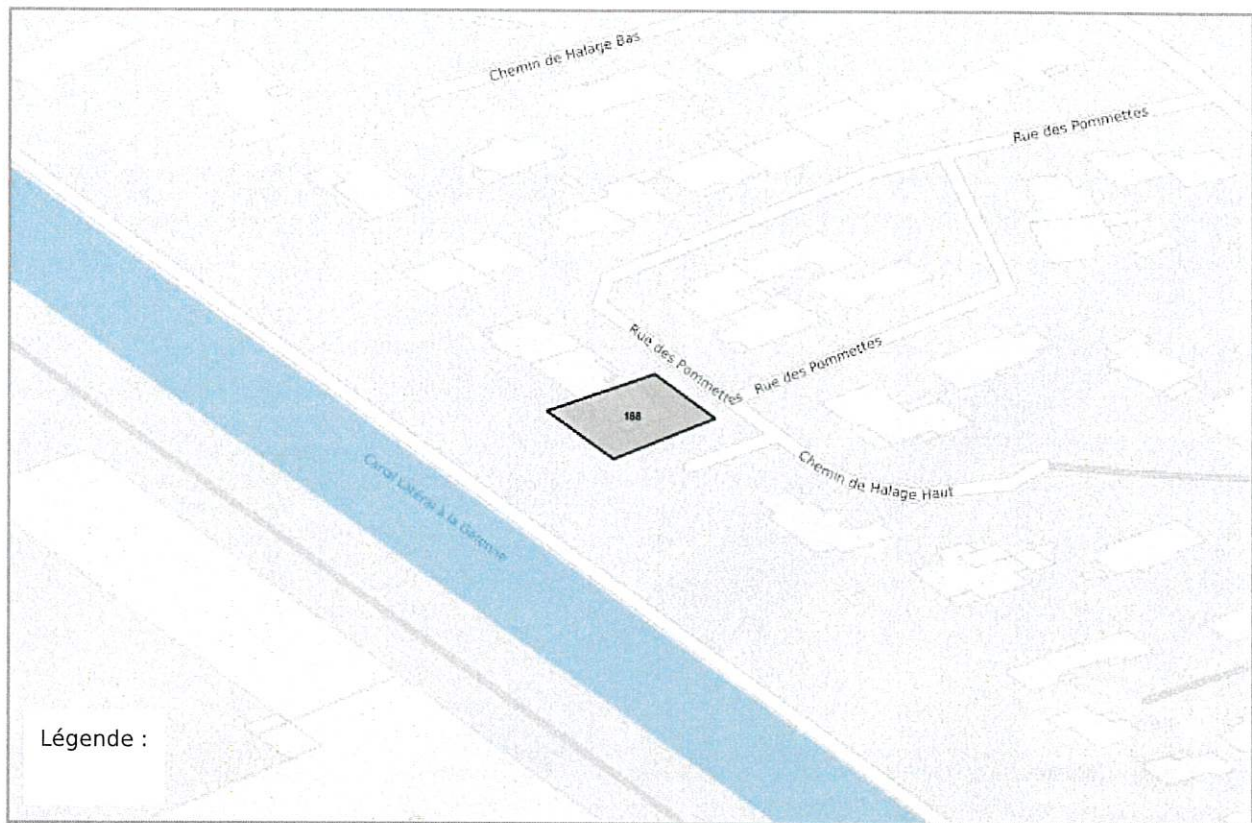 Chemin de Halage Bas
Rue des Pommettes
Rue des Pommettes
Rue des Pommettes
168
Chemin de Halage Haut
Canal Latéral à la Garonne
Légende :